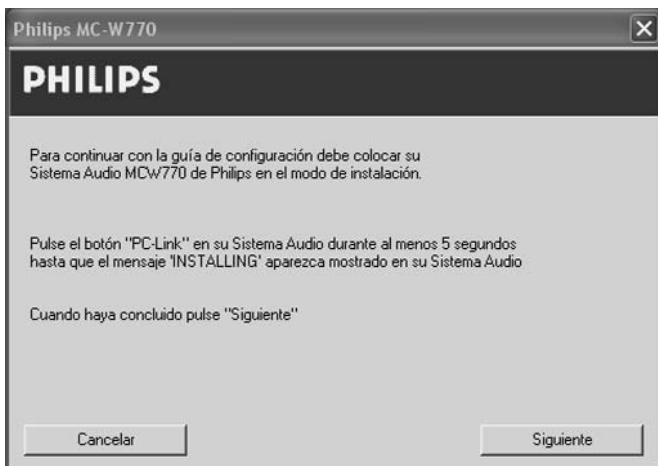 Philips MC-W770
PHILIPS
Para continuar con la guía de configuración debe colocar su
Sistema Audio MCW770 de Philips en el modo de instalación.
Pulse el botón "PC-Link" en su Sistema Audio durante al menos 5 segundos
hasta que el mensaje 'INSTALLING' aparezca mostrado en su Sistema Audio
Cuando haya concluido pulse "Siguiente"
Cancelar
Siguiente